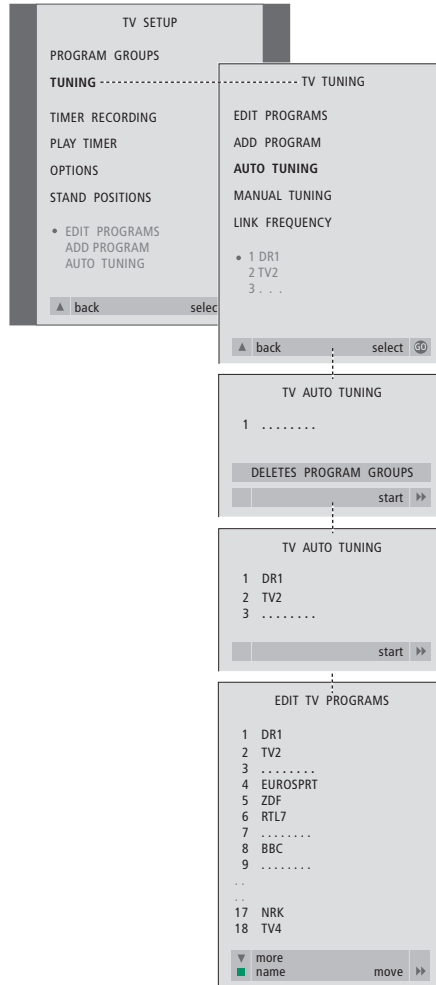 TV SETUP
PROGRAM GROUPS
TUNING
TIMER RECORDING
PLAY TIMER
OPTIONS
STAND POSITIONS
• EDIT PROGRAMS
ADD PROGRAM
AUTO TUNING
▲ back selec
TV TUNING
EDIT PROGRAMS
ADD PROGRAM
AUTO TUNING
MANUAL TUNING
LINK FREQUENCY
• 1 DR1
2 TV2
3 . . .
▲ back select GO
TV AUTO TUNING
1 ........
DELETES PROGRAM GROUPS
start
TV AUTO TUNING
1 DR1
2 TV2
3 ........
start
EDIT TV PROGRAMS
1 DR1
2 TV2
3 ........
4 EUROSPRT
5 ZDF
6 RTL7
7 ........
8 BBC
9 ........
. .
. .
17 NRK
18 TV4
▼ more
name move